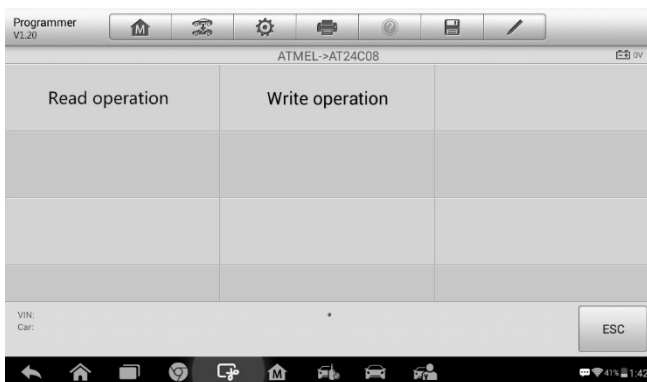 Programmer
V1.20
M
?
ATMEL->AT24C08
0V
Read operation
Write operation
VIN:
Car:
ESC
M
41%
1:42